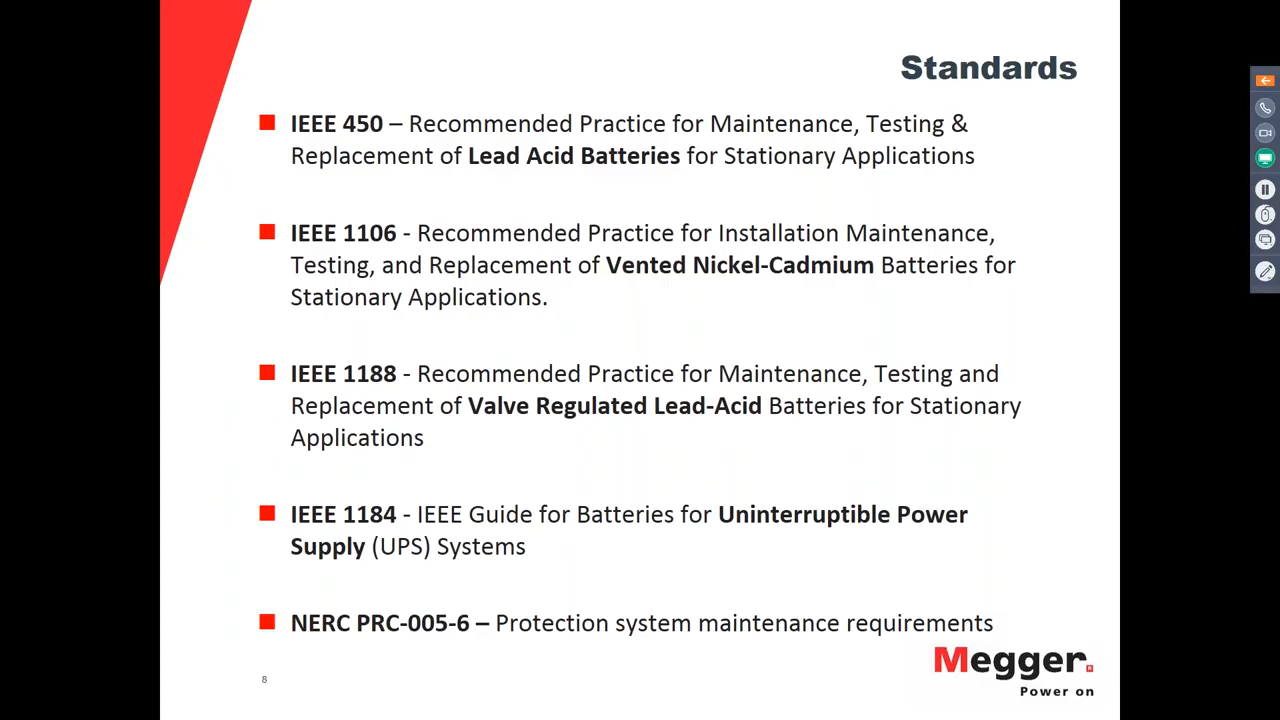 Standards
IEEE 450 – Recommended Practice for Maintenance, Testing &
Replacement of Lead Acid Batteries for Stationary Applications
IEEE 1106 - Recommended Practice for Installation Maintenance,
Testing, and Replacement of Vented Nickel-Cadmium Batteries for
Stationary Applications.
IEEE 1188 - Recommended Practice for Maintenance, Testing and
Replacement of Valve Regulated Lead-Acid Batteries for Stationary
Applications
IEEE 1184 - IEEE Guide for Batteries for Uninterruptible Power
Supply (UPS) Systems
NERC PRC-005-6 – Protection system maintenance requirements
Megger.
Power on
8